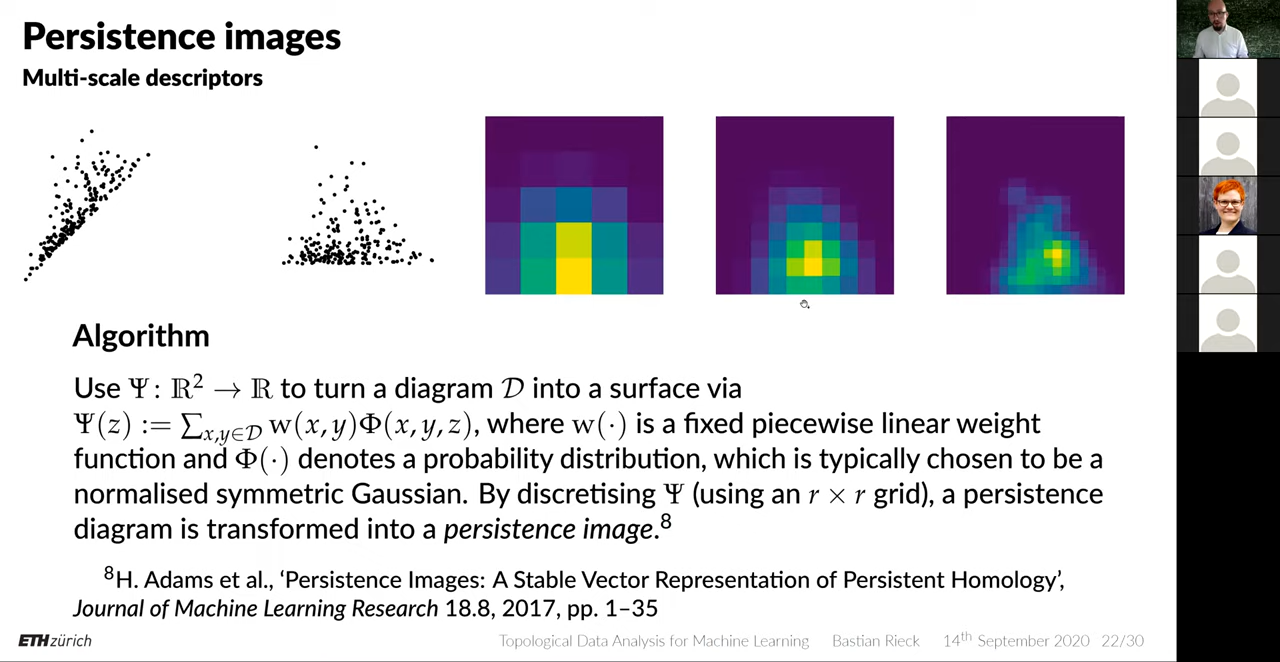 Persistence images
Multi-scale descriptors
Algorithm
Use Ψ: ℝ² → ℝ to turn a diagram 𝒟 into a surface via
Ψ(z) := ∑x,y∈𝒟 w(x, y)Φ(x, y, z), where w(·) is a fixed piecewise linear weight
function and Φ(·) denotes a probability distribution, which is typically chosen to be a
normalised symmetric Gaussian. By discretising Ψ (using an r × r grid), a persistence
diagram is transformed into a persistence image.⁸
⁸H. Adams et al., ‘Persistence Images: A Stable Vector Representation of Persistent Homology’,
Journal of Machine Learning Research 18.8, 2017, pp. 1–35
ETH zürich Topological Data Analysis for Machine Learning Bastian Rieck 14th September 2020 22/30